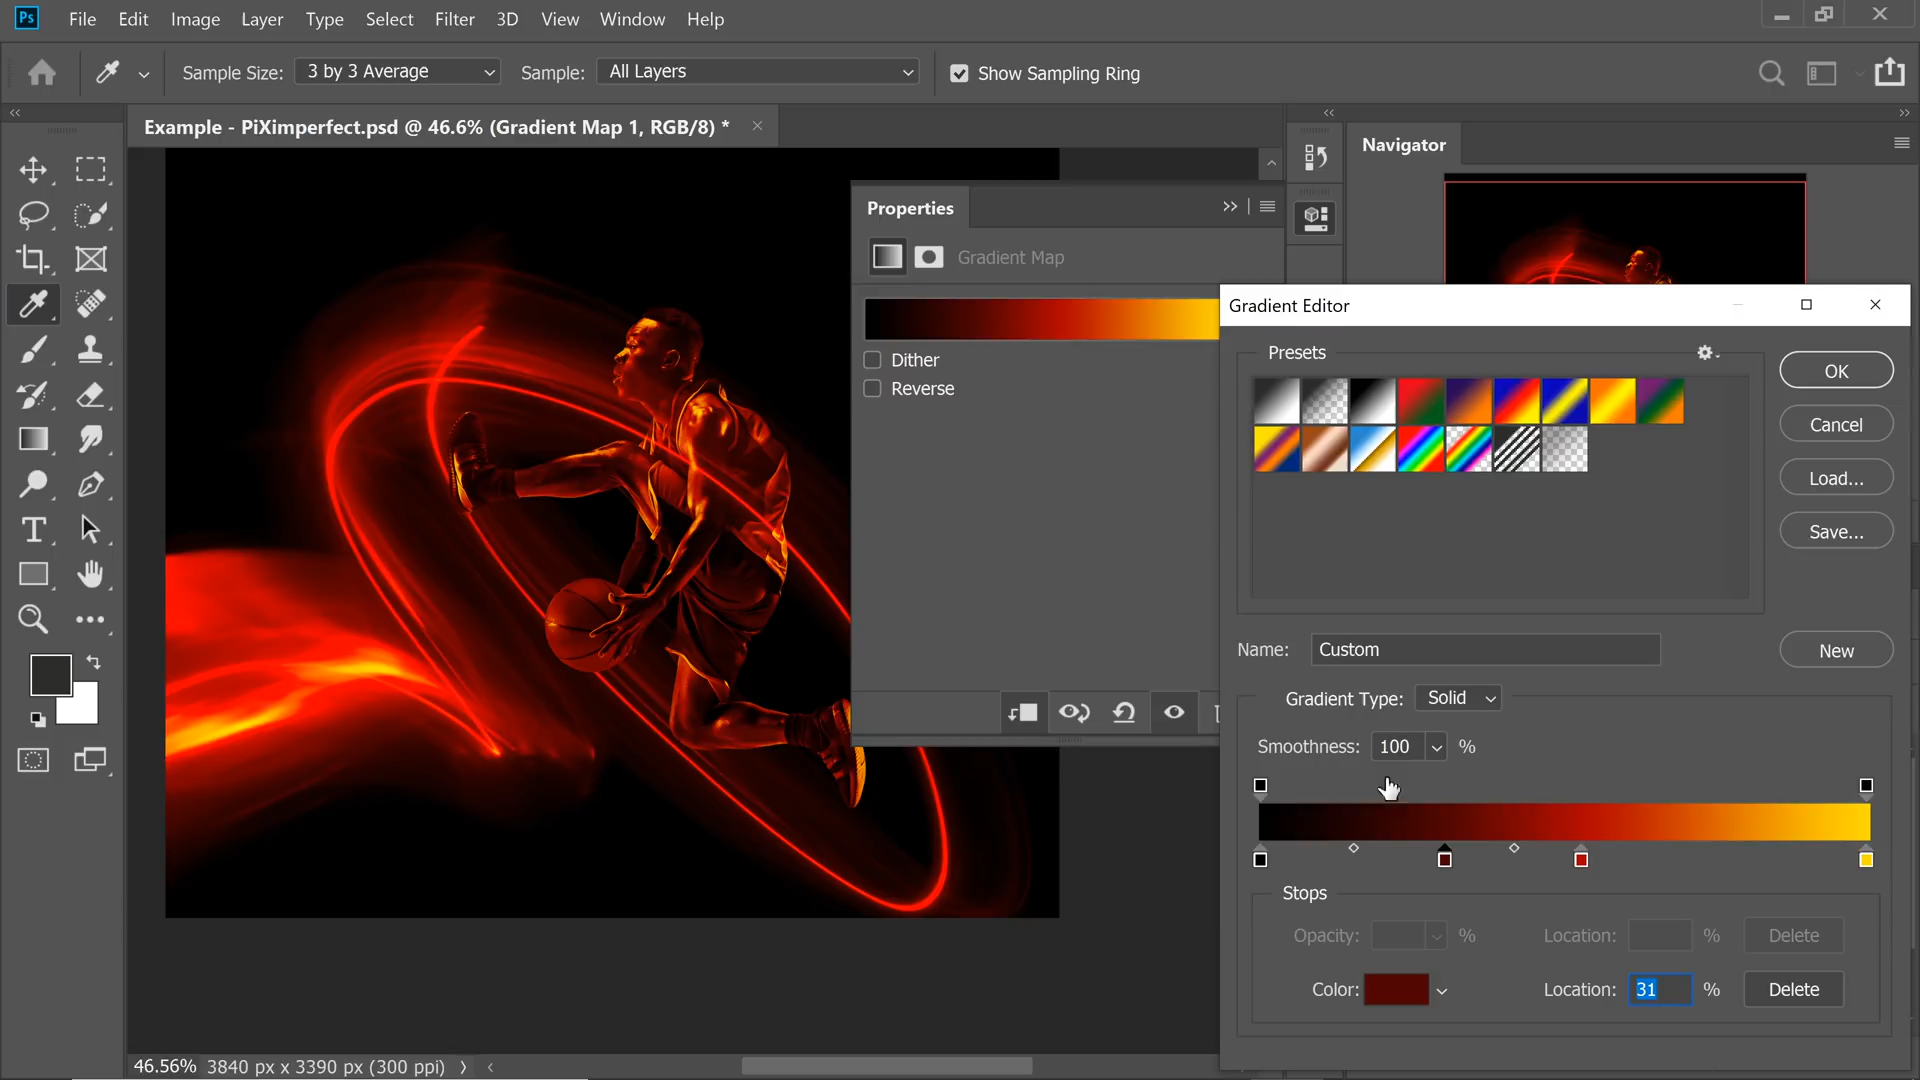 Ps File Edit Image Layer Type Select Filter 3D View Window Help
Sample Size: 3 by 3 Average Sample: All Layers Show Sampling Ring
Example - PiXimperfect.psd @ 46.6% (Gradient Map 1, RGB/8) *
Navigator
Properties
Gradient Map
Gradient Editor
Dither
Reverse
Presets
OK
Cancel
Load...
Save...
Name: Custom
New
Gradient Type: Solid
Smoothness: 100 %
Stops
Opacity: % Location: % Delete
Color: Location: 31 % Delete
46.56% 3840 px x 3390 px (300 ppi)